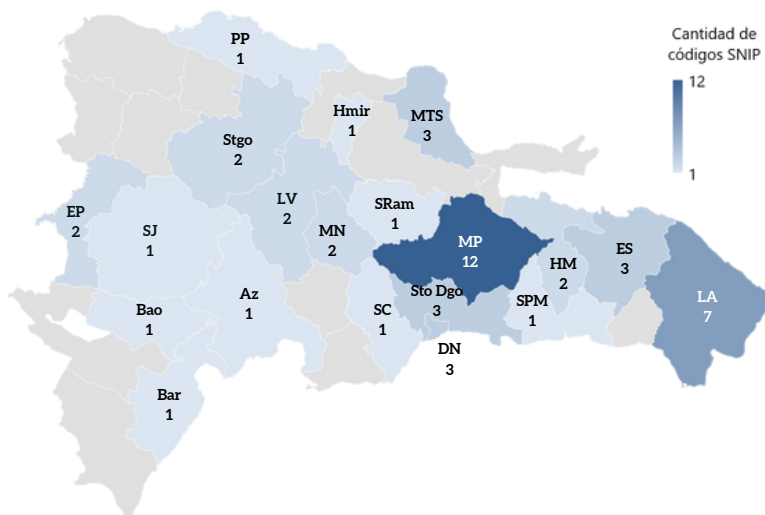 Cantidad de
códigos SNIP
12
1
PP
1
Hmir
1
MTS
3
Stgo
2
EP
2
SJ
1
LV
2
MN
2
SRam
1
MP
12
HM
2
ES
3
LA
7
Bao
1
Az
1
SC
1
Sto Dgo
3
SPM
1
DN
3
Bar
1